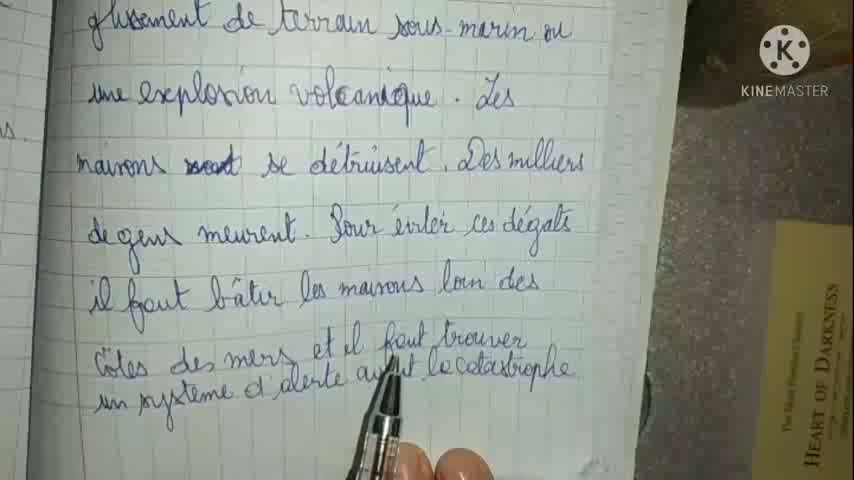 glissement de terrain sous-marin ou
une explosion volcanique. Les
maisons se détruisent. Des milliers
de gens meurent. Pour éviter ces dégats
il faut bâtir les maisons loin des
côtes des mers et il faut trouver
un système d'alerte avant la catastrophe
KINEMASTER
HEART OF DARKNESS